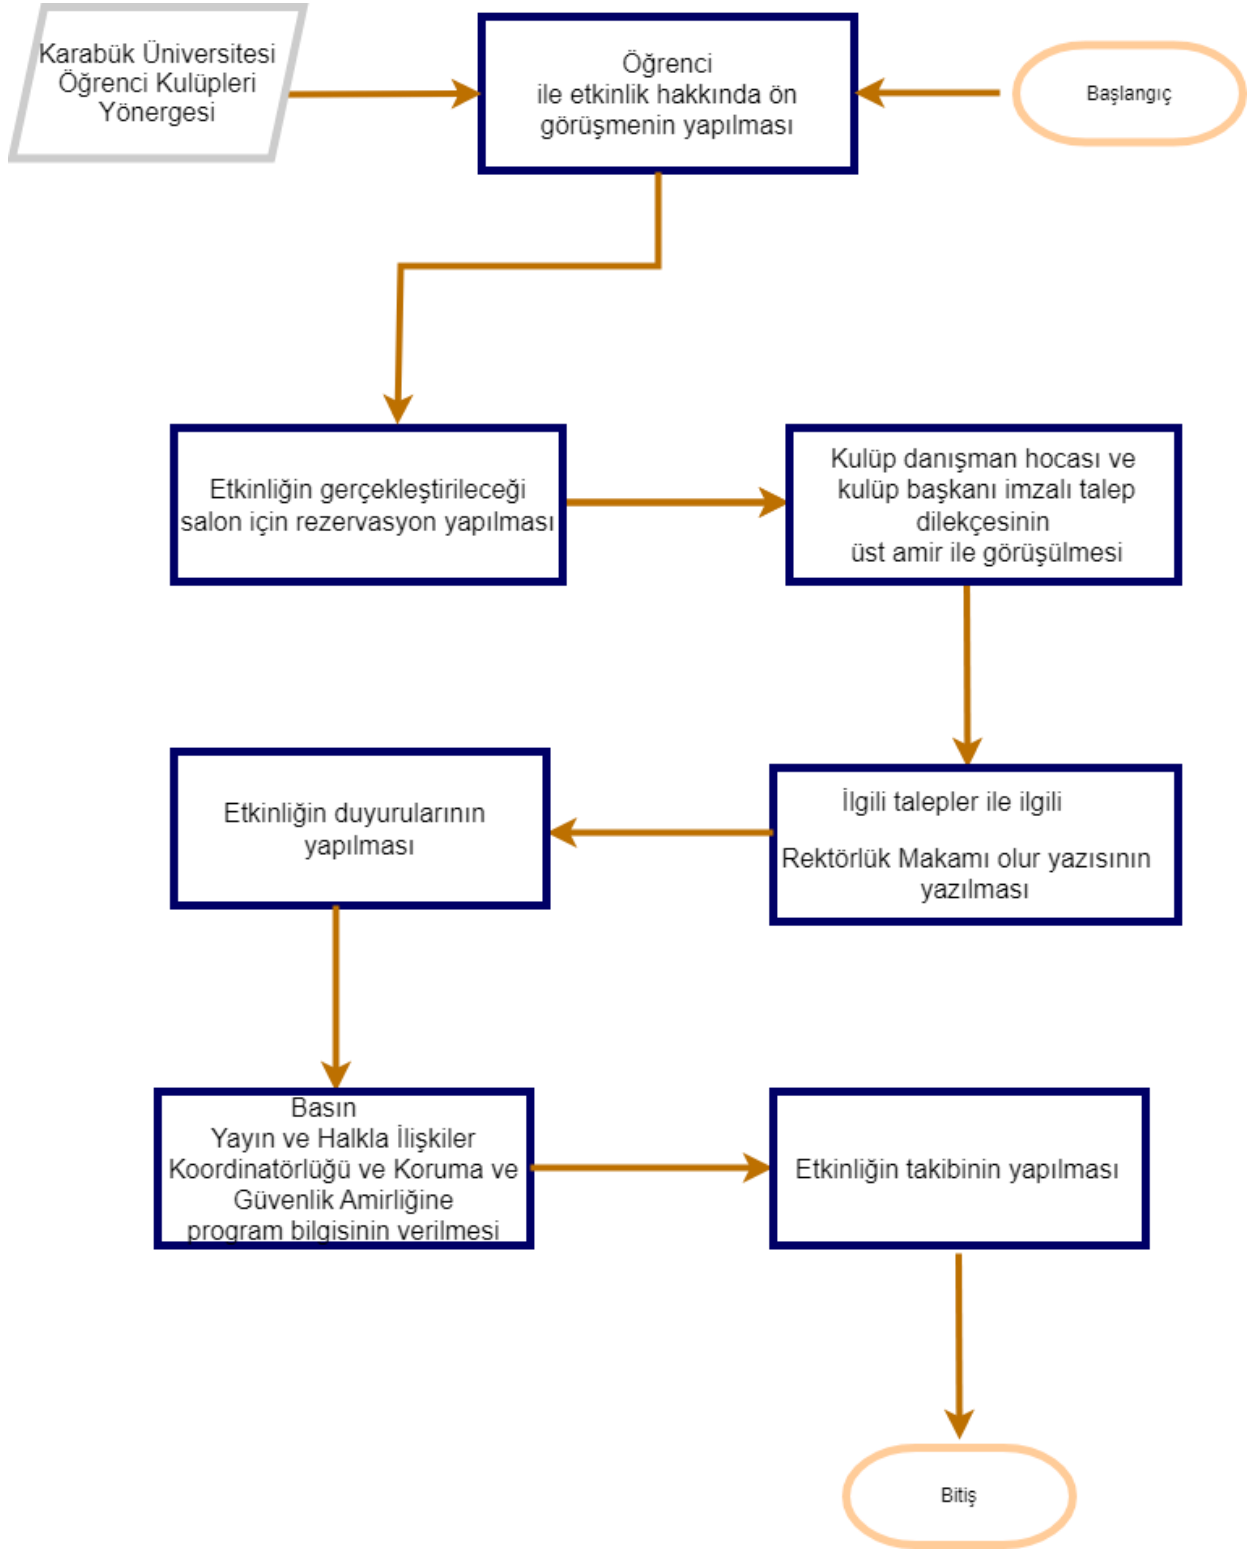 Karabük Üniversitesi
Öğrenci Kulüpleri
Yönergesi
Öğrenci
ile etkinlik hakkında ön
görüşmenin yapılması
Başlangıç
Etkinliğin gerçekleştirileceği
salon için rezervasyon yapılması
Kulüp danışman hocası ve
kulüp başkanı imzalı talep
dilekçesinin
üst amir ile görüşülmesi
İlgili talepler ile ilgili
Rektörlük Makamı olur yazısının
yazılması
Etkinliğin duyurularının
yapılması
Basın
Yayın ve Halkla İlişkiler
Koordinatörlüğü ve Koruma ve
Güvenlik Amirliğine
program bilgisinin verilmesi
Etkinliğin takibinin yapılması
Bitiş